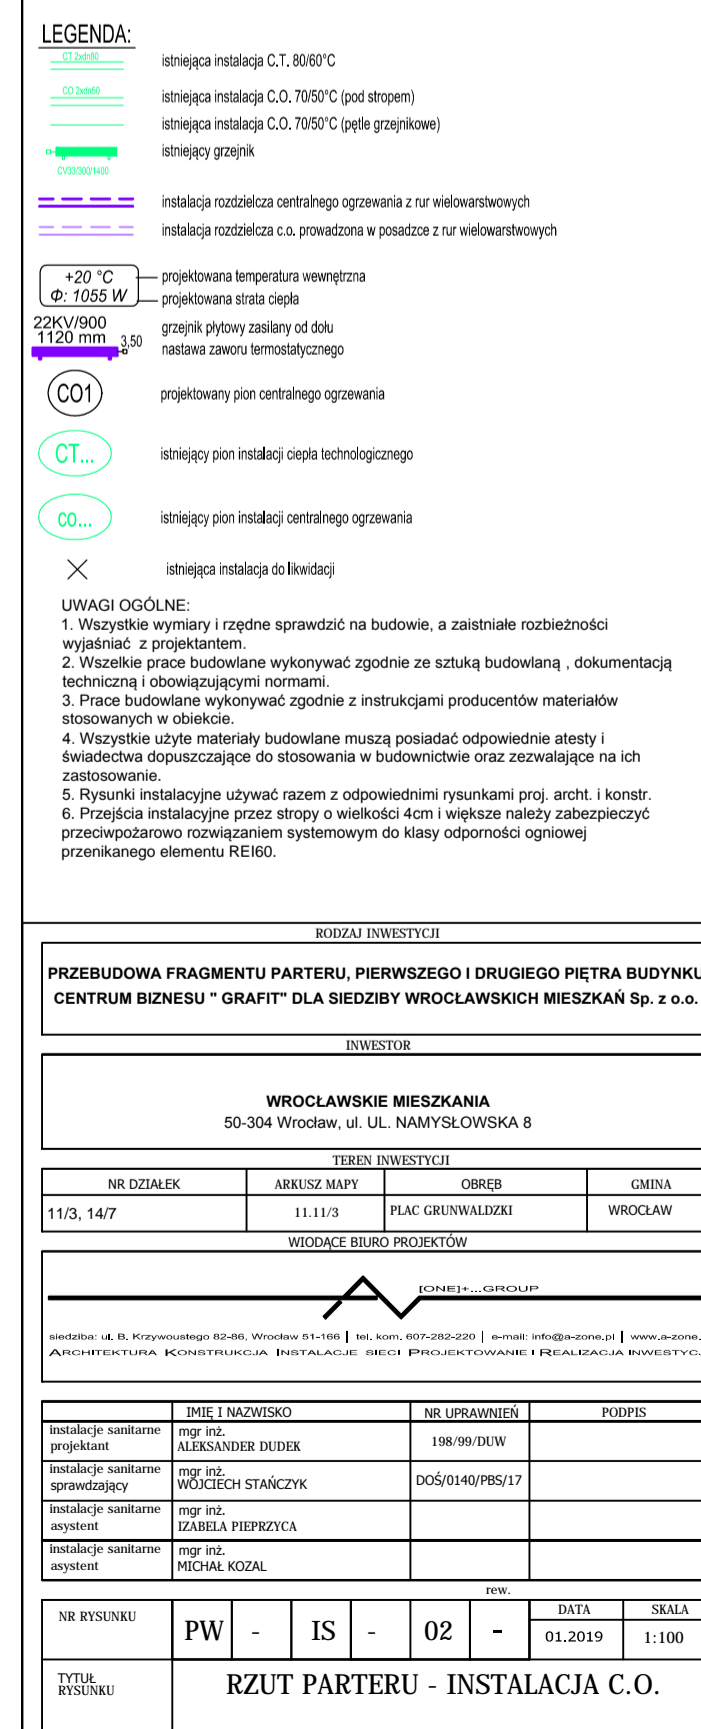 LEGENDA:
CT 2xdn80
istniejąca instalacja C.T. 80/60°C
CO 2xdn60
istniejąca instalacja C.O. 70/50°C (pod stropem)
istniejąca instalacja C.O. 70/50°C (pętle grzejnikowe)
istniejący grzejnik
CV33/300/1400
instalacja rozdzielcza centralnego ogrzewania z rur wielowarstwowych
instalacja rozdzielcza c.o. prowadzona w posadzce z rur wielowarstwowych
+20 °C
projektowana temperatura wewnętrzna
Φ: 1055 W
projektowana strata ciepła
22KV/900
1120 mm
3,50
grzejnik płytowy zasilany od dołu
nastawa zaworu termostatycznego
CO1
projektowany pion centralnego ogrzewania
CT...
istniejący pion instalacji ciepła technologicznego
co...
istniejący pion instalacji centralnego ogrzewania
istniejąca instalacja do likwidacji
UWAGI OGÓLNE:
1. Wszystkie wymiary i rzędne sprawdzić na budowie, a zaistniałe rozbieżności
wyjaśniać z projektantem.
2. Wszelkie prace budowlane wykonywać zgodnie ze sztuką budowlaną , dokumentacją
techniczną i obowiązującymi normami.
3. Prace budowlane wykonywać zgodnie z instrukcjami producentów materiałów
stosowanych w obiekcie.
4. Wszystkie użyte materiały budowlane muszą posiadać odpowiednie atesty i
świadectwa dopuszczające do stosowania w budownictwie oraz zezwalające na ich
zastosowanie.
5. Rysunki instalacyjne używać razem z odpowiednimi rysunkami proj. archt. i konstr.
6. Przejścia instalacyjne przez stropy o wielkości 4cm i większe należy zabezpieczyć
przeciwpożarowo rozwiązaniem systemowym do klasy odporności ogniowej
przenikanego elementu REI60.
RODZAJ INWESTYCJI
PRZEBUDOWA FRAGMENTU PARTERU, PIERWSZEGO I DRUGIEGO PIĘTRA BUDYNKU
CENTRUM BIZNESU " GRAFIT" DLA SIEDZIBY WROCŁAWSKICH MIESZKAŃ Sp. z o.o.
INWESTOR
WROCŁAWSKIE MIESZKANIA
50-304 Wrocław, ul. UL. NAMYSŁOWSKA 8
TEREN INWESTYCJI
NR DZIAŁEK ARKUSZ MAPY OBRĘB GMINA
11/3, 14/7 11.11/3 PLAC GRUNWALDZKI WROCŁAW
WIODĄCE BIURO PROJEKTÓW
[ONE]+...GROUP
siedziba: ul. B. Krzywoustego 82-86, Wrocław 51-166 | tel. kom. 607-282-220 | e-mail: info@a-zone.pl | www.a-zone.
ARCHITEKTURA KONSTRUKCJA INSTALACJE SIECI PROJEKTOWANIE I REALIZACJA INWESTYCJ
IMIĘ I NAZWISKO NR UPRAWNIEŃ PODPIS
instalacje sanitarne
projektant
mgr inż.
ALEKSANDER DUDEK
198/99/DUW
instalacje sanitarne
sprawdzający
mgr inż.
WOJCIECH STAŃCZYK
DOŚ/0140/PBS/17
instalacje sanitarne
asystent
mgr inż.
IZABELA PIEPRZYCA
instalacje sanitarne
asystent
mgr inż.
MICHAŁ KOZAL
rew.
NR RYSUNKU
PW - IS - 02 -
DATA SKALA
01.2019 1:100
TYTUŁ
RYSUNKU
RZUT PARTERU - INSTALACJA C.O.